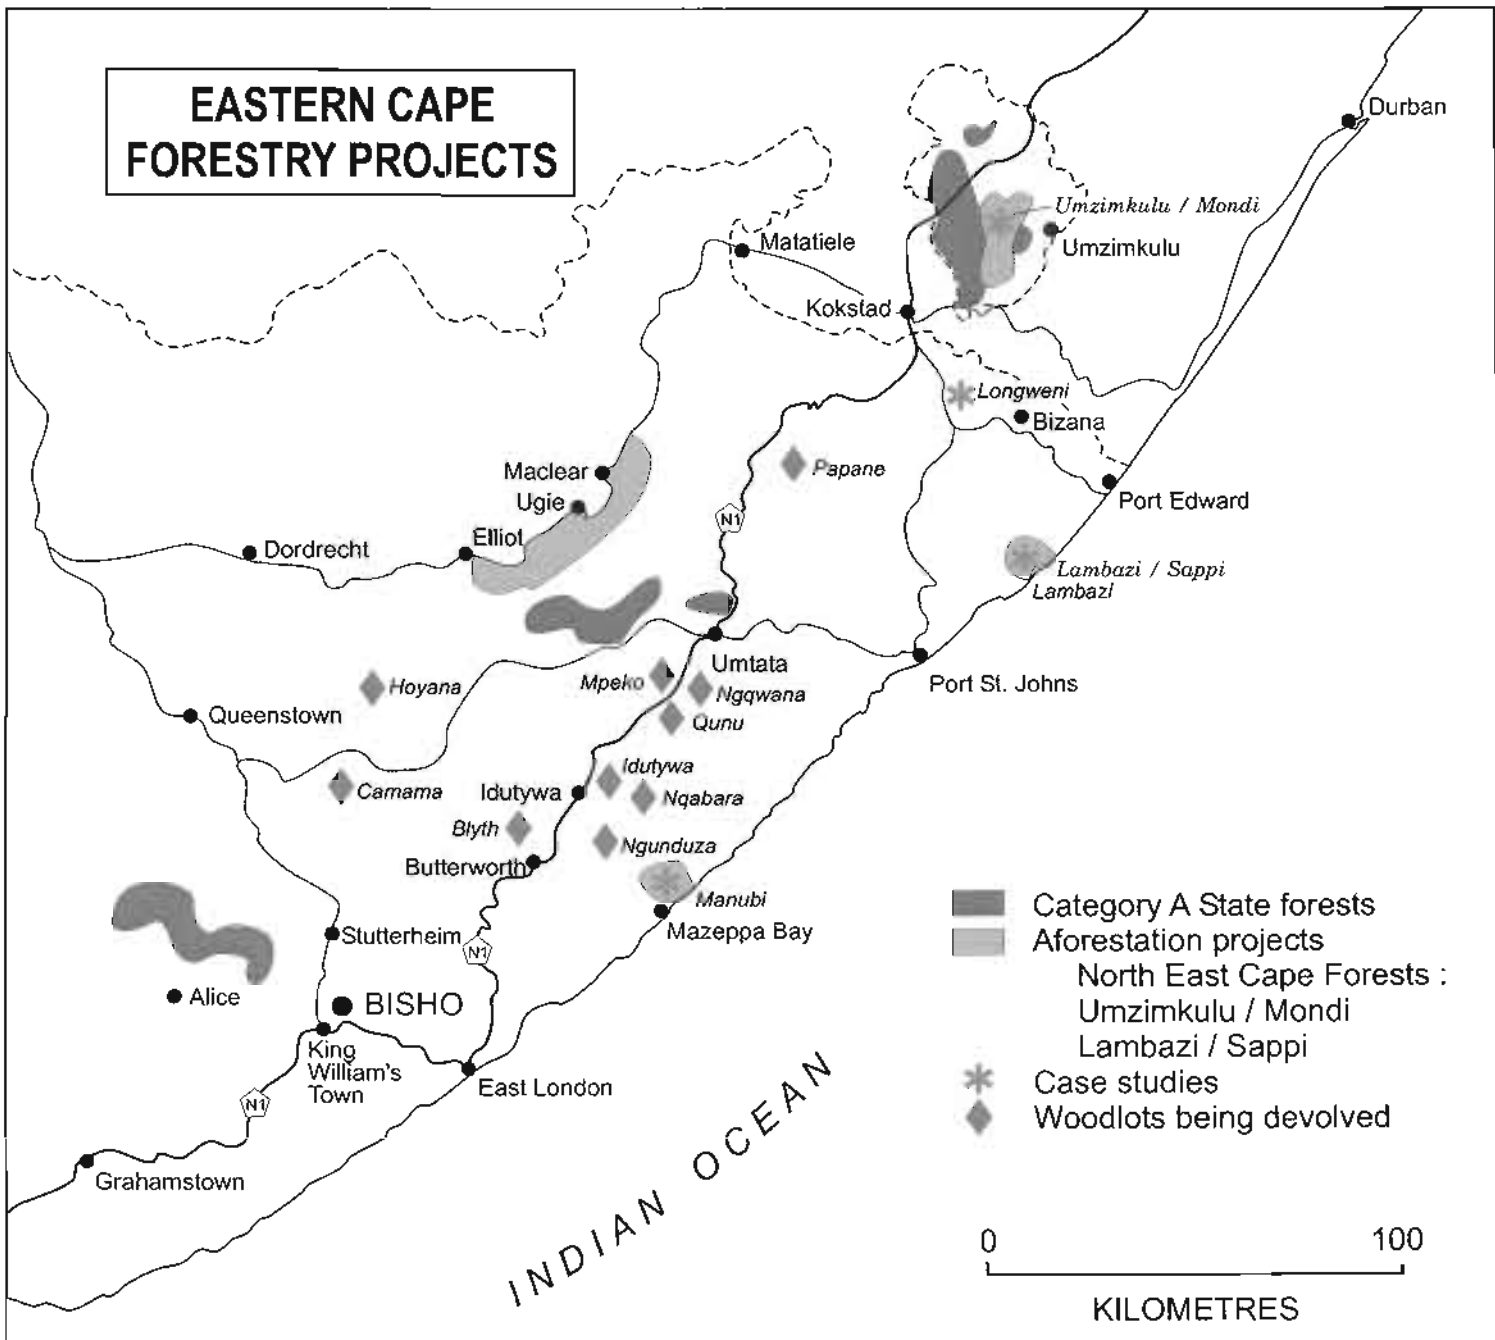 EASTERN CAPE
FORESTRY PROJECTS
Durban
Umzimkulu / Mondi
Umzimkulu
Matatiele
Kokstad
Longweni
Bizana
Maclear
Papane
Ugie
Port Edward
N1
Elliot
Dordrecht
Lambazi / Sappi
Lambazi
Umtata
Mpeko
Port St. Johns
Hoyana
Ngqwana
Queenstown
Qunu
Idutywa
Camama
Idutywa
Nqabara
Blyth
Ngunduza
Butterworth
Manubi
Mazeppa Bay
Stutterheim
N1
Alice
BISHO
King
William's
Town
East London
N1
Grahamstown
INDIAN OCEAN
Category A State forests
Aforestation projects
North East Cape Forests :
Umzimkulu / Mondi
Lambazi / Sappi
Case studies
Woodlots being devolved
0 100
KILOMETRES